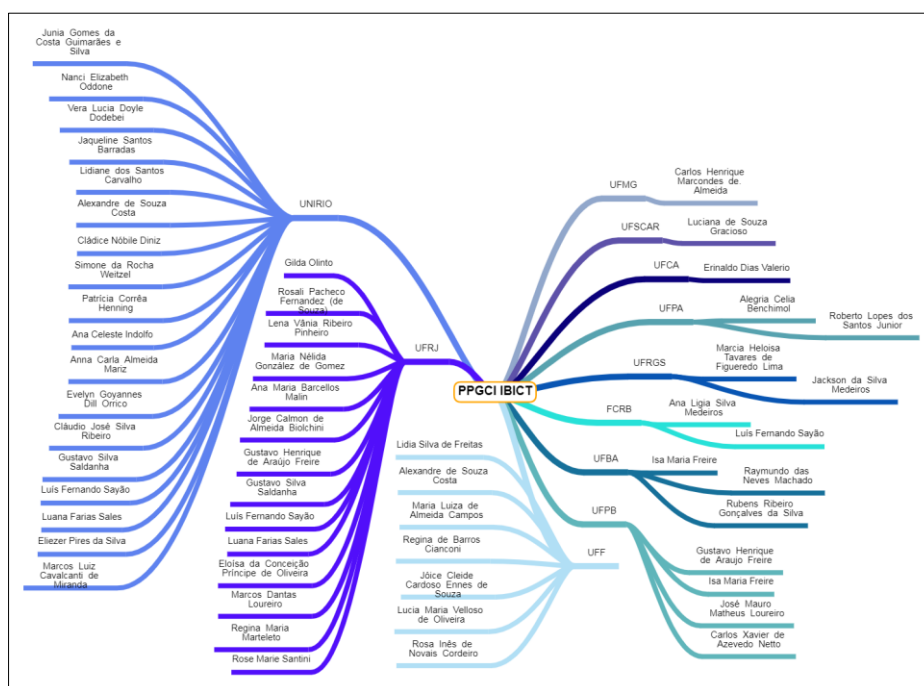 Junia Gomes da
Costa Guimarães e
Silva
Nanci Elizabeth
Oddone
Vera Lucia Doyle
Dodebei
Jaqueline Santos
Barradas
Lidiane dos Santos
Carvalho
Alexandre de Souza
Costa
Cládice Nóbile Diniz
Simone da Rocha
Weitzel
Patrícia Corrêa
Henning
Ana Celeste Indolfo
Anna Carla Almeida
Mariz
Evelyn Goyannes
Dill Orrico
Cláudio José Silva
Ribeiro
Gustavo Silva
Saldanha
Luís Fernando Sayão
Luana Farias Sales
Eliezer Pires da Silva
Marcos Luiz
Cavalcanti de
Miranda
UNIRIO
Gilda Olinto
Rosali Pacheco
Fernandez (de
Souza)
Lena Vânia Ribeiro
Pinheiro
Maria Nélida
González de Gomez
Ana Maria Barcellos
Malin
Jorge Calmon de
Almeida Biolchini
Gustavo Henrique
de Araújo Freire
Gustavo Silva
Saldanha
Luís Fernando Sayão
Luana Farias Sales
Eloísa da Conceição
Príncipe de Oliveira
Marcos Dantas
Loureiro
Regina Maria
Marteleto
Rose Marie Santini
UFRJ
PPGCI IBICT
UFMG
Carlos Henrique
Marcondes de.
Almeida
UFSCAR
Luciana de Souza
Gracioso
UFCA
Erinaldo Dias Valerio
UFPA
Alegria Celia
Benchimol
Roberto Lopes dos
Santos Junior
UFRGS
Marcia Heloisa
Tavares de
Figueredo Lima
Jackson da Silva
Medeiros
FCRB
Ana Ligia Silva
Medeiros
Luís Fernando Sayão
UFBA
Isa Maria Freire
Raymundo das
Neves Machado
Rubens Ribeiro
Gonçalves da Silva
UFPB
Gustavo Henrique
de Araujo Freire
Isa Maria Freire
José Mauro
Matheus Loureiro
Carlos Xavier de
Azevedo Netto
UFF
Lidia Silva de Freitas
Alexandre de Souza
Costa
Maria Luiza de
Almeida Campos
Regina de Barros
Cianconi
Jóice Cleide
Cardoso Ennes de
Souza
Lucia Maria Velloso
de Oliveira
Rosa Inês de
Novais Cordeiro